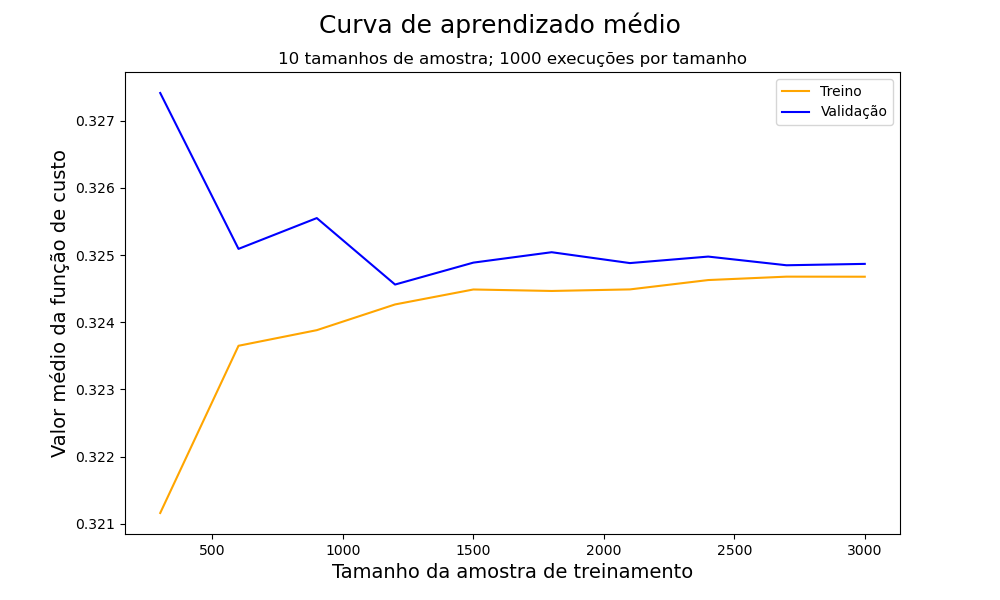 Curva de aprendizado médio
10 tamanhos de amostra; 1000 execuções por tamanho
Treino
Validação
Valor médio da função de custo
0.327
0.326
0.325
0.324
0.323
0.322
0.321
500 1000 1500 2000 2500 3000
Tamanho da amostra de treinamento